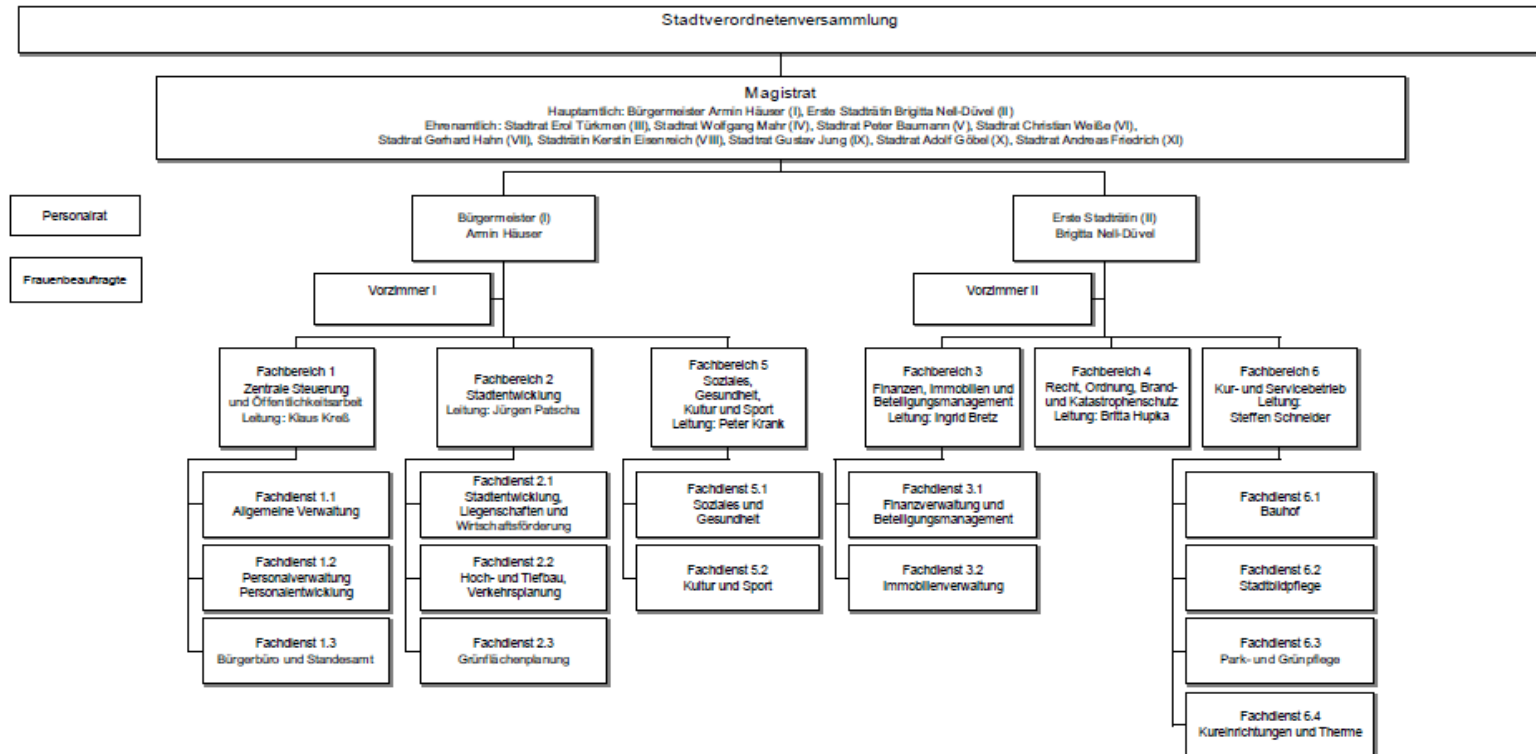 Stadtverordnetenversammlung
Magistrat
Hauptamtlich: Bürgermeister Armin Häuser (I), Erste Stadträtin Brigitta Nell-Düvel (II)
Ehrenamtlich: Stadtrat Erol Türkmen (III), Stadtrat Wolfgang Mahr (IV), Stadtrat Peter Baumann (V), Stadtrat Christian Weiße (VI),
Stadtrat Gerhard Hahn (VII), Stadträtin Kerstin Eisenreich (VIII), Stadtrat Gustav Jung (IX), Stadtrat Adolf Göbel (X), Stadtrat Andreas Friedrich (XI)
Personalrat
Frauenbeauftragte
Bürgermeister (I)
Armin Häuser
Erste Stadträtin (II)
Brigitta Nell-Düvel
Vorzimmer I
Vorzimmer II
Fachbereich 1
Zentrale Steuerung
und Öffentlichkeitsarbeit
Leitung: Klaus Kreß
Fachbereich 2
Stadtentwicklung
Leitung: Jürgen Patscha
Fachbereich 5
Soziales,
Gesundheit,
Kultur und Sport
Leitung: Peter Krank
Fachbereich 3
Finanzen, Immobilien und
Beteiligungsmanagement
Leitung: Ingrid Bretz
Fachbereich 4
Recht, Ordnung, Brand-
und Katastrophenschutz
Leitung: Britta Hupka
Fachbereich 6
Kur- und Servicebetrieb
Leitung:
Steffen Schneider
Fachdienst 1.1
Allgemeine Verwaltung
Fachdienst 1.2
Personalverwaltung
Personalentwicklung
Fachdienst 1.3
Bürgerbüro und Standesamt
Fachdienst 2.1
Stadtentwicklung,
Liegenschaften und
Wirtschaftsförderung
Fachdienst 2.2
Hoch- und Tiefbau,
Verkehrsplanung
Fachdienst 2.3
Grünflächenplanung
Fachdienst 5.1
Soziales und
Gesundheit
Fachdienst 5.2
Kultur und Sport
Fachdienst 3.1
Finanzverwaltung und
Beteiligungsmanagement
Fachdienst 3.2
Immobilienverwaltung
Fachdienst 6.1
Bauhof
Fachdienst 6.2
Stadtbildpflege
Fachdienst 6.3
Park- und Grünpflege
Fachdienst 6.4
Kureinrichtungen und Therme